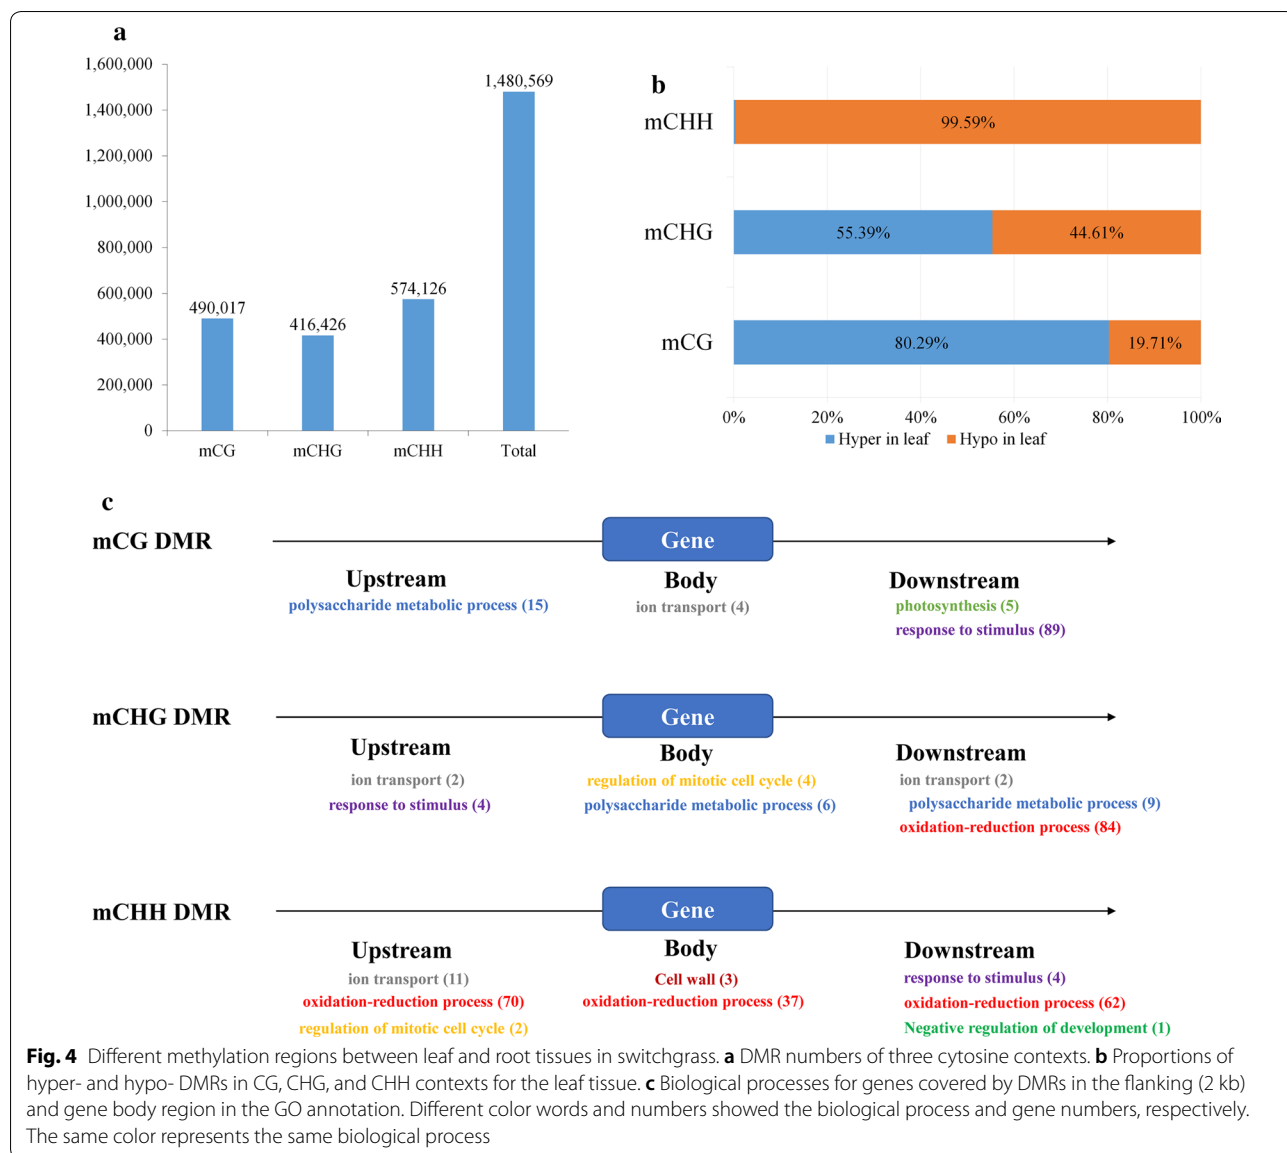 a
1,600,000
1,400,000
1,200,000
1,000,000
800,000
600,000
400,000
200,000
0
490,017
416,426
574,126
1,480,569
mCG
mCHG
mCHH
Total
b
mCHH
99.59%
mCHG
55.39%
44.61%
mCG
80.29%
19.71%
0%
20%
40%
60%
80%
100%
Hyper in leaf
Hypo in leaf
c
mCG DMR
Gene
Upstream
polysaccharide metabolic process (15)
Body
ion transport (4)
Downstream
photosynthesis (5)
response to stimulus (89)
mCHG DMR
Gene
Upstream
ion transport (2)
response to stimulus (4)
Body
regulation of mitotic cell cycle (4)
polysaccharide metabolic process (6)
Downstream
ion transport (2)
polysaccharide metabolic process (9)
oxidation-reduction process (84)
mCHH DMR
Gene
Upstream
ion transport (11)
oxidation-reduction process (70)
regulation of mitotic cell cycle (2)
Body
Cell wall (3)
oxidation-reduction process (37)
Downstream
response to stimulus (4)
oxidation-reduction process (62)
Negative regulation of development (1)
Fig. 4 Different methylation regions between leaf and root tissues in switchgrass. a DMR numbers of three cytosine contexts. b Proportions of
hyper- and hypo- DMRs in CG, CHG, and CHH contexts for the leaf tissue. c Biological processes for genes covered by DMRs in the flanking (2 kb)
and gene body region in the GO annotation. Different color words and numbers showed the biological process and gene numbers, respectively.
The same color represents the same biological process